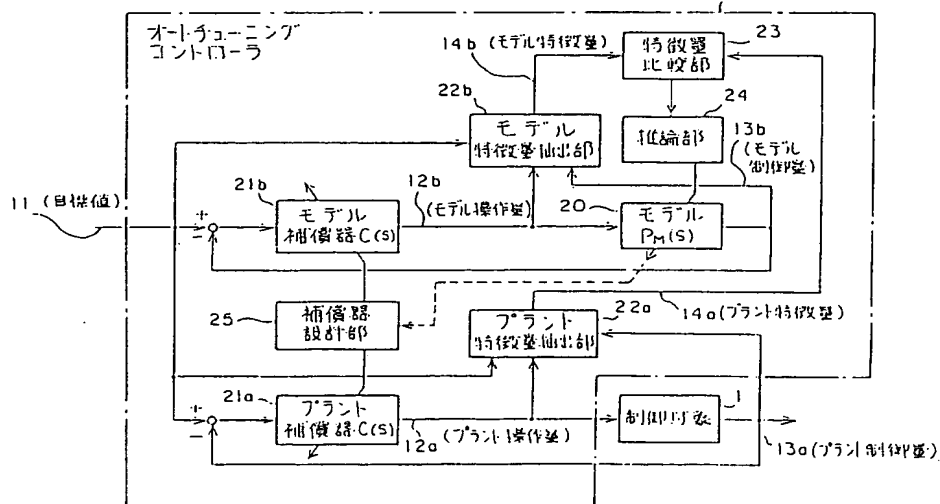 オートチューニング
コントローラ
14b (モデル特徴量)
特徴量
比較部
23
22b
モデル
特徴量抽出部
24
推論部
13b
(モデル
制御量)
11 (目標値)
21b
モデル
補償器C(S)
12b
(モデル操作量)
20
モデル
PM(S)
+
-
25
補償器
設計部
プラント
特徴量抽出部
22a
14a(プラント特徴量)
21a
プラント
補償器C(S)
+
-
12a
(プラント操作量)
制御対象
1
13a(プラント制御量)